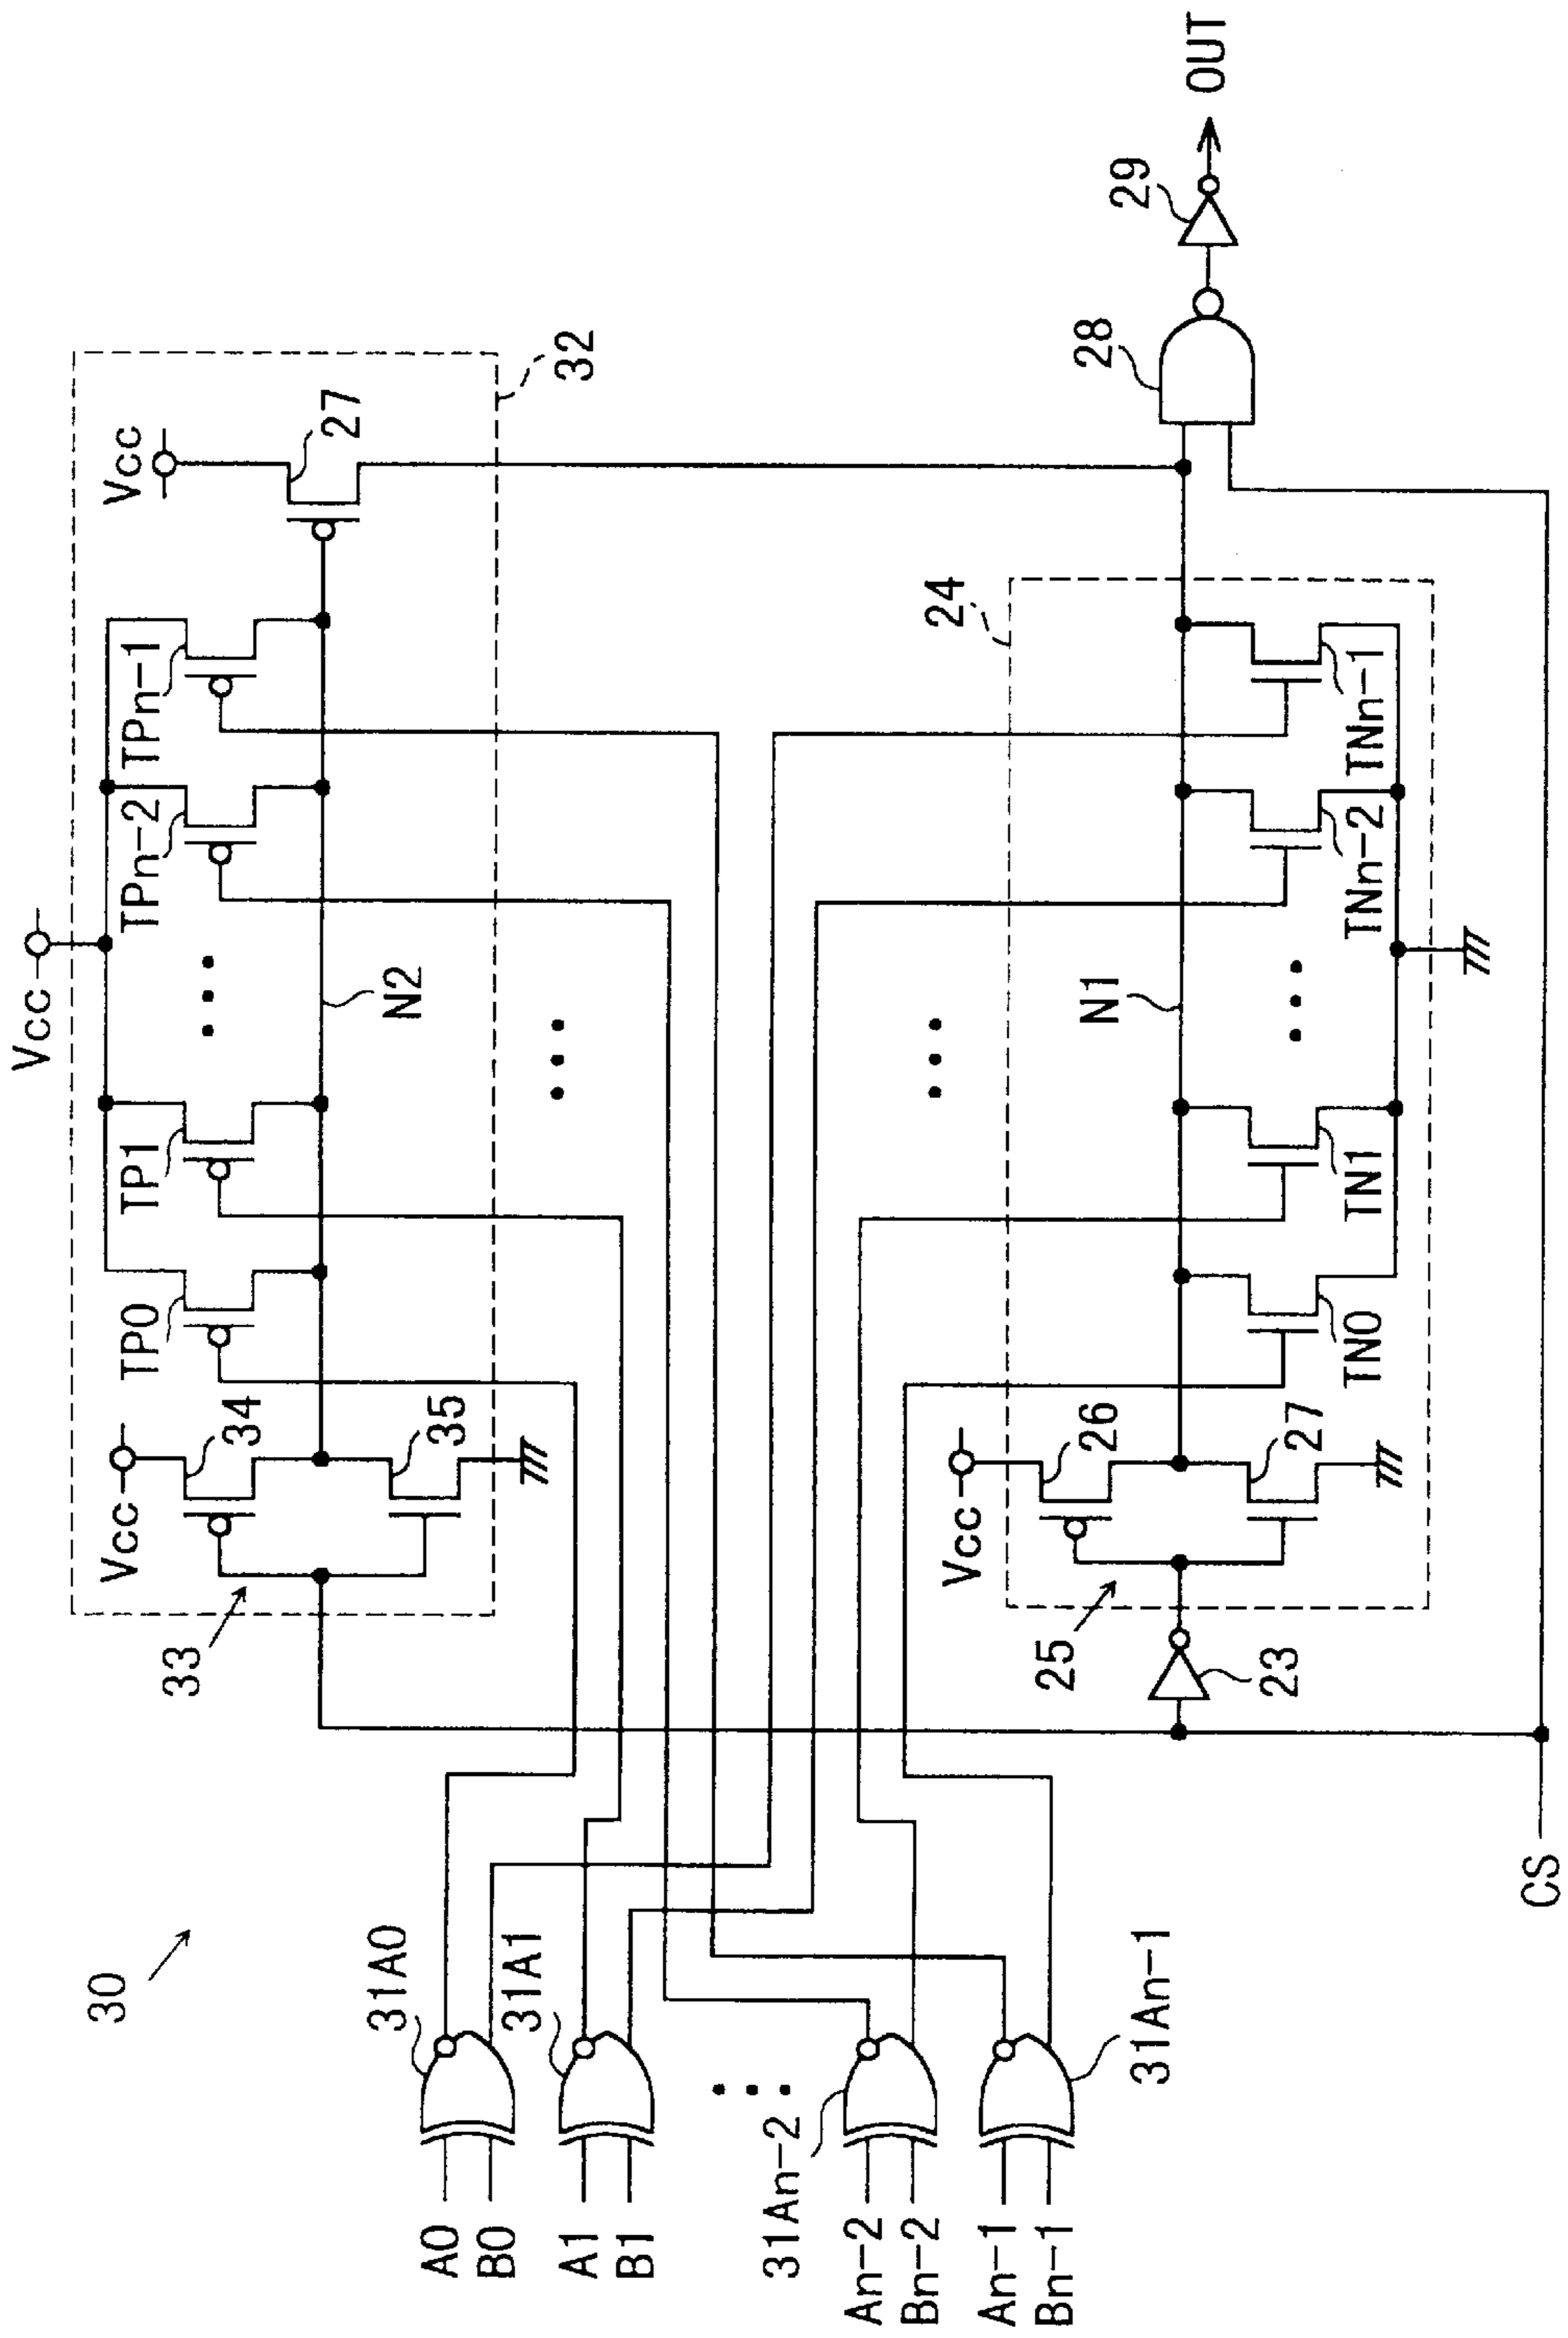 30
Vcc
Vcc
TP0
TP1
TPn-2
TPn-1
Vcc
27
33
34
35
N2
32
A0
B0
31A0
A1
B1
31A1
31An-2
An-2
Bn-2
An-1
Bn-1
31An-1
24
Vcc
26
25
27
23
N1
TN0
TN1
TNn-2
TNn-1
28
29
OUT
CS